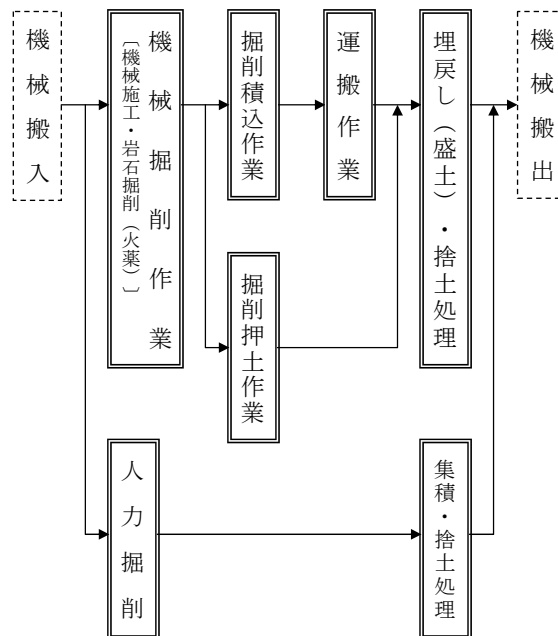 機械搬入
機械掘削作業
〔機械施工・岩石掘削（火薬）〕
掘削積込作業
運搬作業
埋戻し（盛土）・捨土処理
機械搬出
掘削押土作業
人力掘削
集積・捨土処理